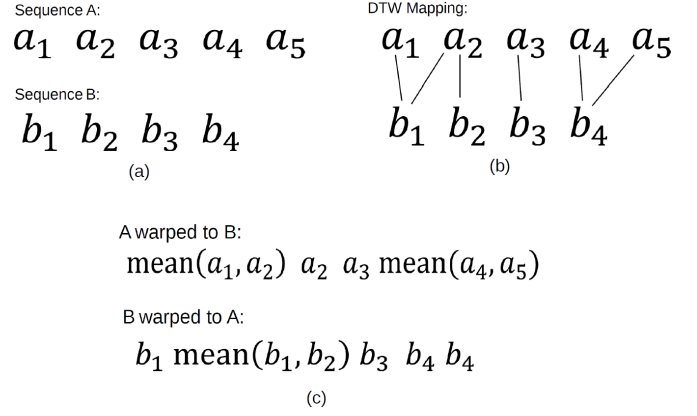 Sequence A:
a₁ a₂ a₃ a₄ a₅
Sequence B:
b₁ b₂ b₃ b₄
(a)
DTW Mapping:
a₁ a₂ a₃ a₄ a₅
b₁ b₂ b₃ b₄
(b)
A warped to B:
mean(a₁, a₂) a₂ a₃ mean(a₄, a₅)
B warped to A:
b₁ mean(b₁, b₂) b₃ b₄ b₄
(c)